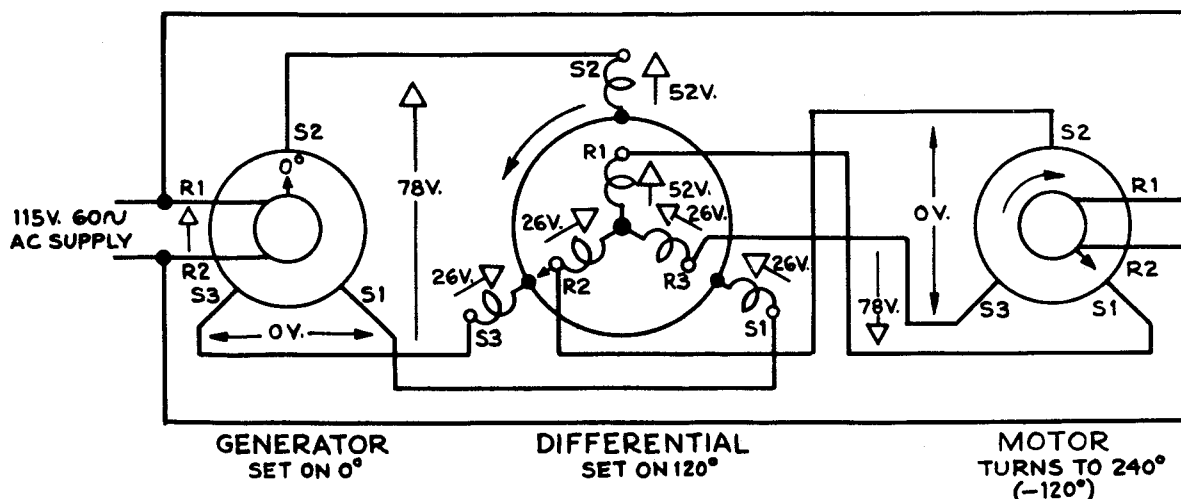 S2
52V.
S2
0°
R1
115V. 60~
AC SUPPLY
R2
S3
S1
0V.
78V.
R1
52V.
26V.
26V.
26V.
R2
R3
26V.
S3
S1
S2
0V.
R1
R2
78V.
S3
S1
GENERATOR
SET ON 0°
DIFFERENTIAL
SET ON 120°
MOTOR
TURNS TO 240°
(-120°)